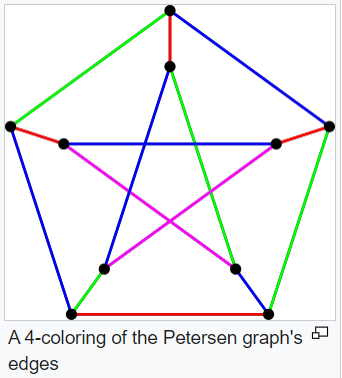 A 4-coloring of the Petersen graph's
edges